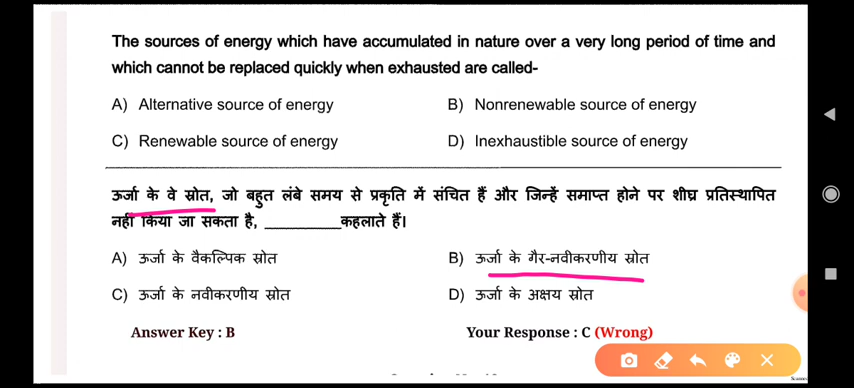 The sources of energy which have accumulated in nature over a very long period of time and
which cannot be replaced quickly when exhausted are called-
A) Alternative source of energy B) Nonrenewable source of energy
C) Renewable source of energy D) Inexhaustible source of energy
ऊर्जा के वे स्रोत, जो बहुत लंबे समय से प्रकृति में संचित हैं और जिन्हें समाप्त होने पर शीघ्र प्रतिस्थापित
नहीं किया जा सकता है, __________कहलाते हैं।
A) ऊर्जा के वैकल्पिक स्रोत B) ऊर्जा के गैर-नवीकरणीय स्रोत
C) ऊर्जा के नवीकरणीय स्रोत D) ऊर्जा के अक्षय स्रोत
Answer Key : B Your Response : C (Wrong)